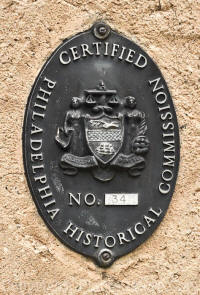 CERTIFIED
NO. 34
PHILADELPHIA HISTORICAL COMMISSION